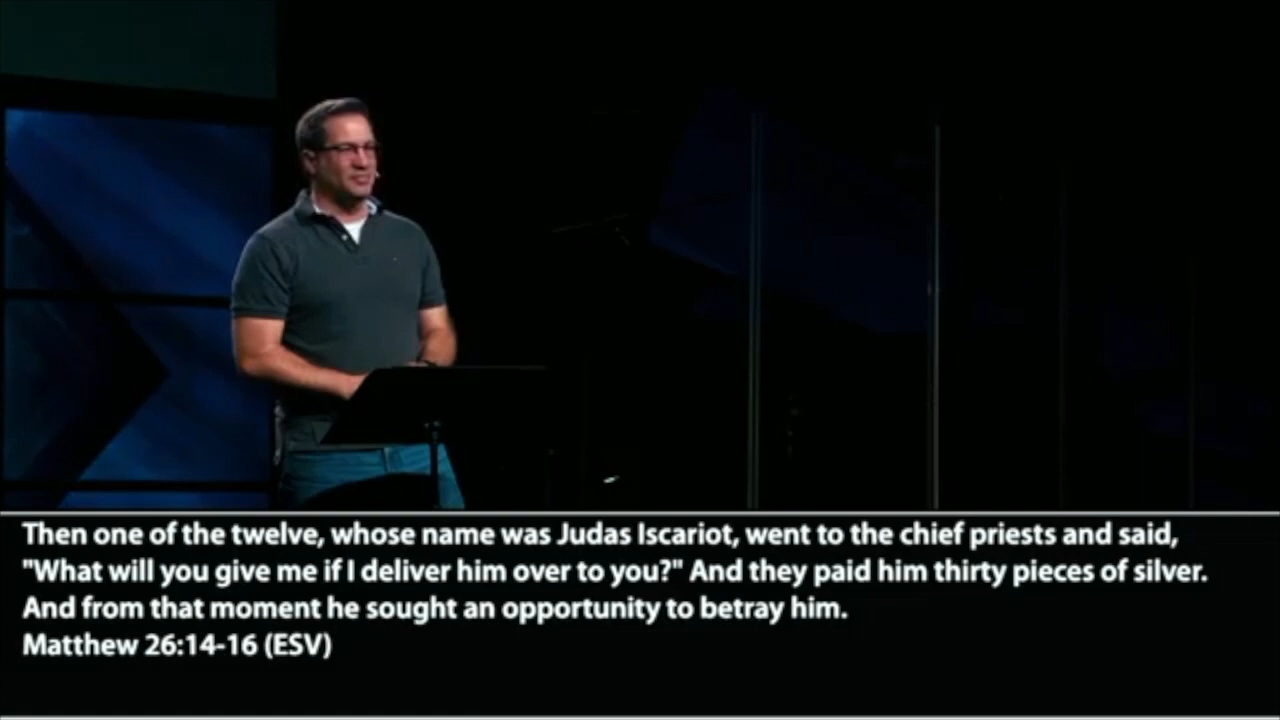 Then one of the twelve, whose name was Judas Iscariot, went to the chief priests and said,
"What will you give me if I deliver him over to you?" And they paid him thirty pieces of silver.
And from that moment he sought an opportunity to betray him.
Matthew 26:14-16 (ESV)